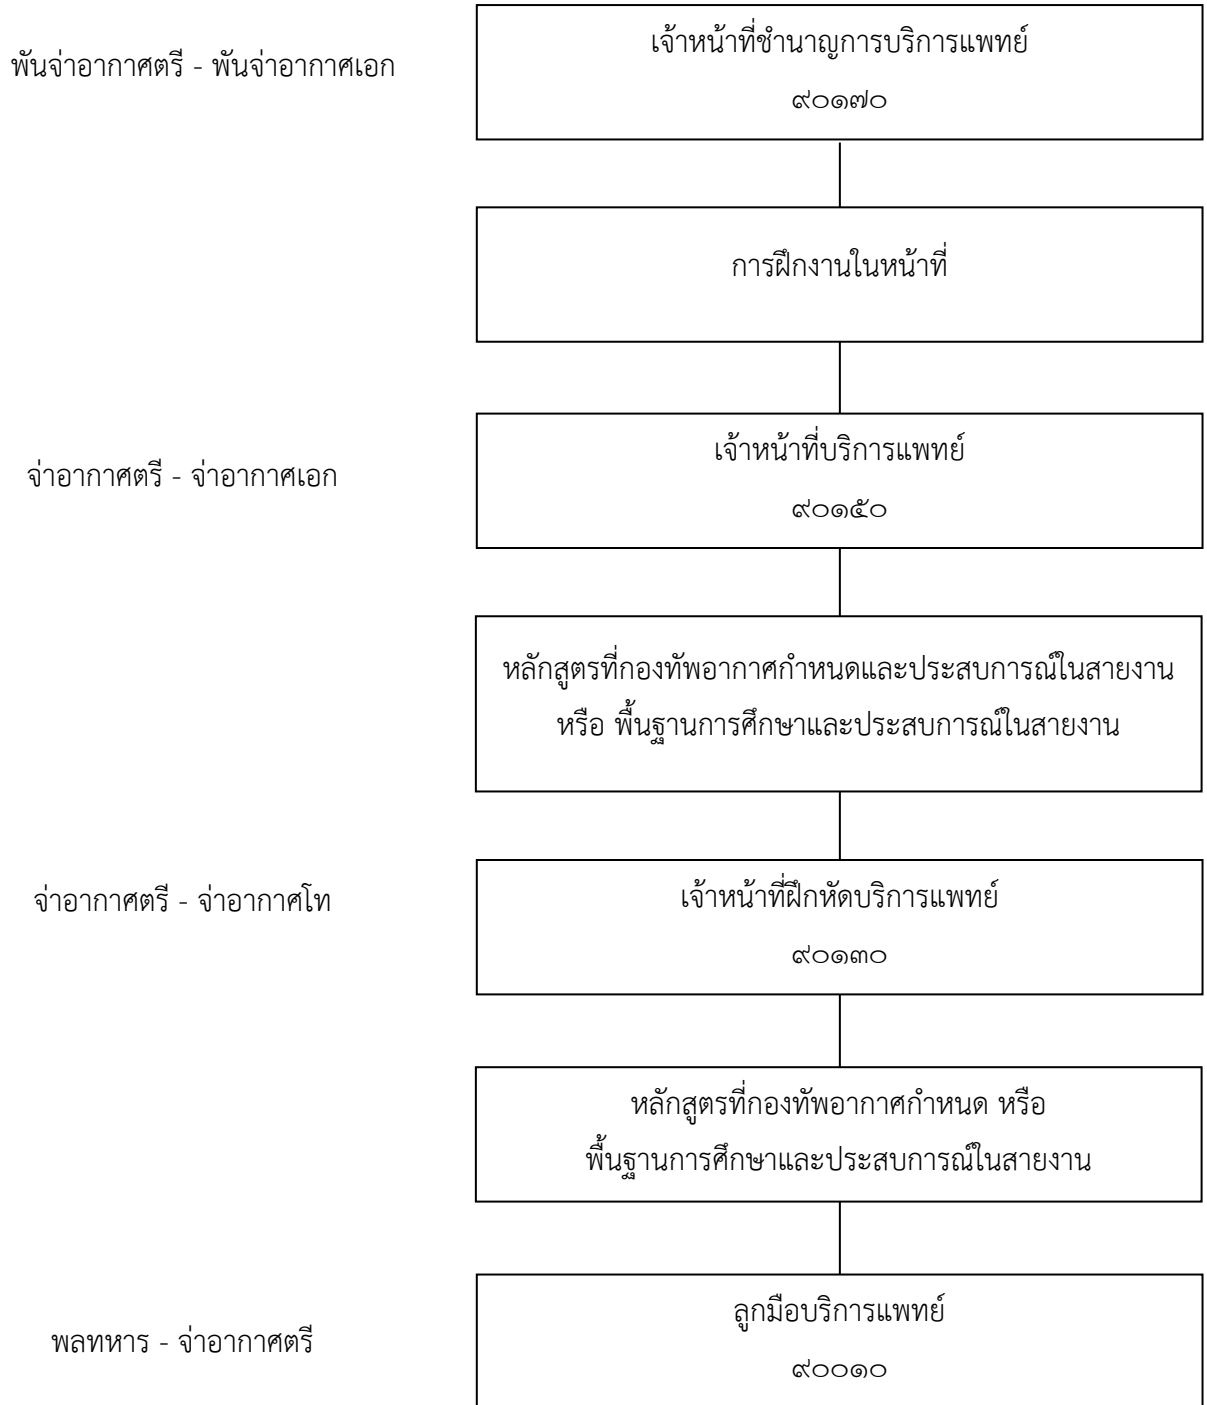 เจ้าหน้าที่ชำนาญการบริการแพทย์
พันจ่าอากาศตรี - พันจ่าอากาศเอก
๙๐๑๗๐
การฝึกงานในหน้าที่
เจ้าหน้าที่บริการแพทย์
จ่าอากาศตรี - จ่าอากาศเอก
๙๐๑๕๐
หลักสูตรที่กองทัพอากาศกำหนดและประสบการณ์ในสายงาน
หรือ พื้นฐานการศึกษาและประสบการณ์ในสายงาน
เจ้าหน้าที่ฝึกหัดบริการแพทย์
จ่าอากาศตรี - จ่าอากาศโท
๙๐๑๓๐
หลักสูตรที่กองทัพอากาศกำหนด หรือ
พื้นฐานการศึกษาและประสบการณ์ในสายงาน
ลูกมือบริการแพทย์
พลทหาร - จ่าอากาศตรี
๙๐๐๑๐